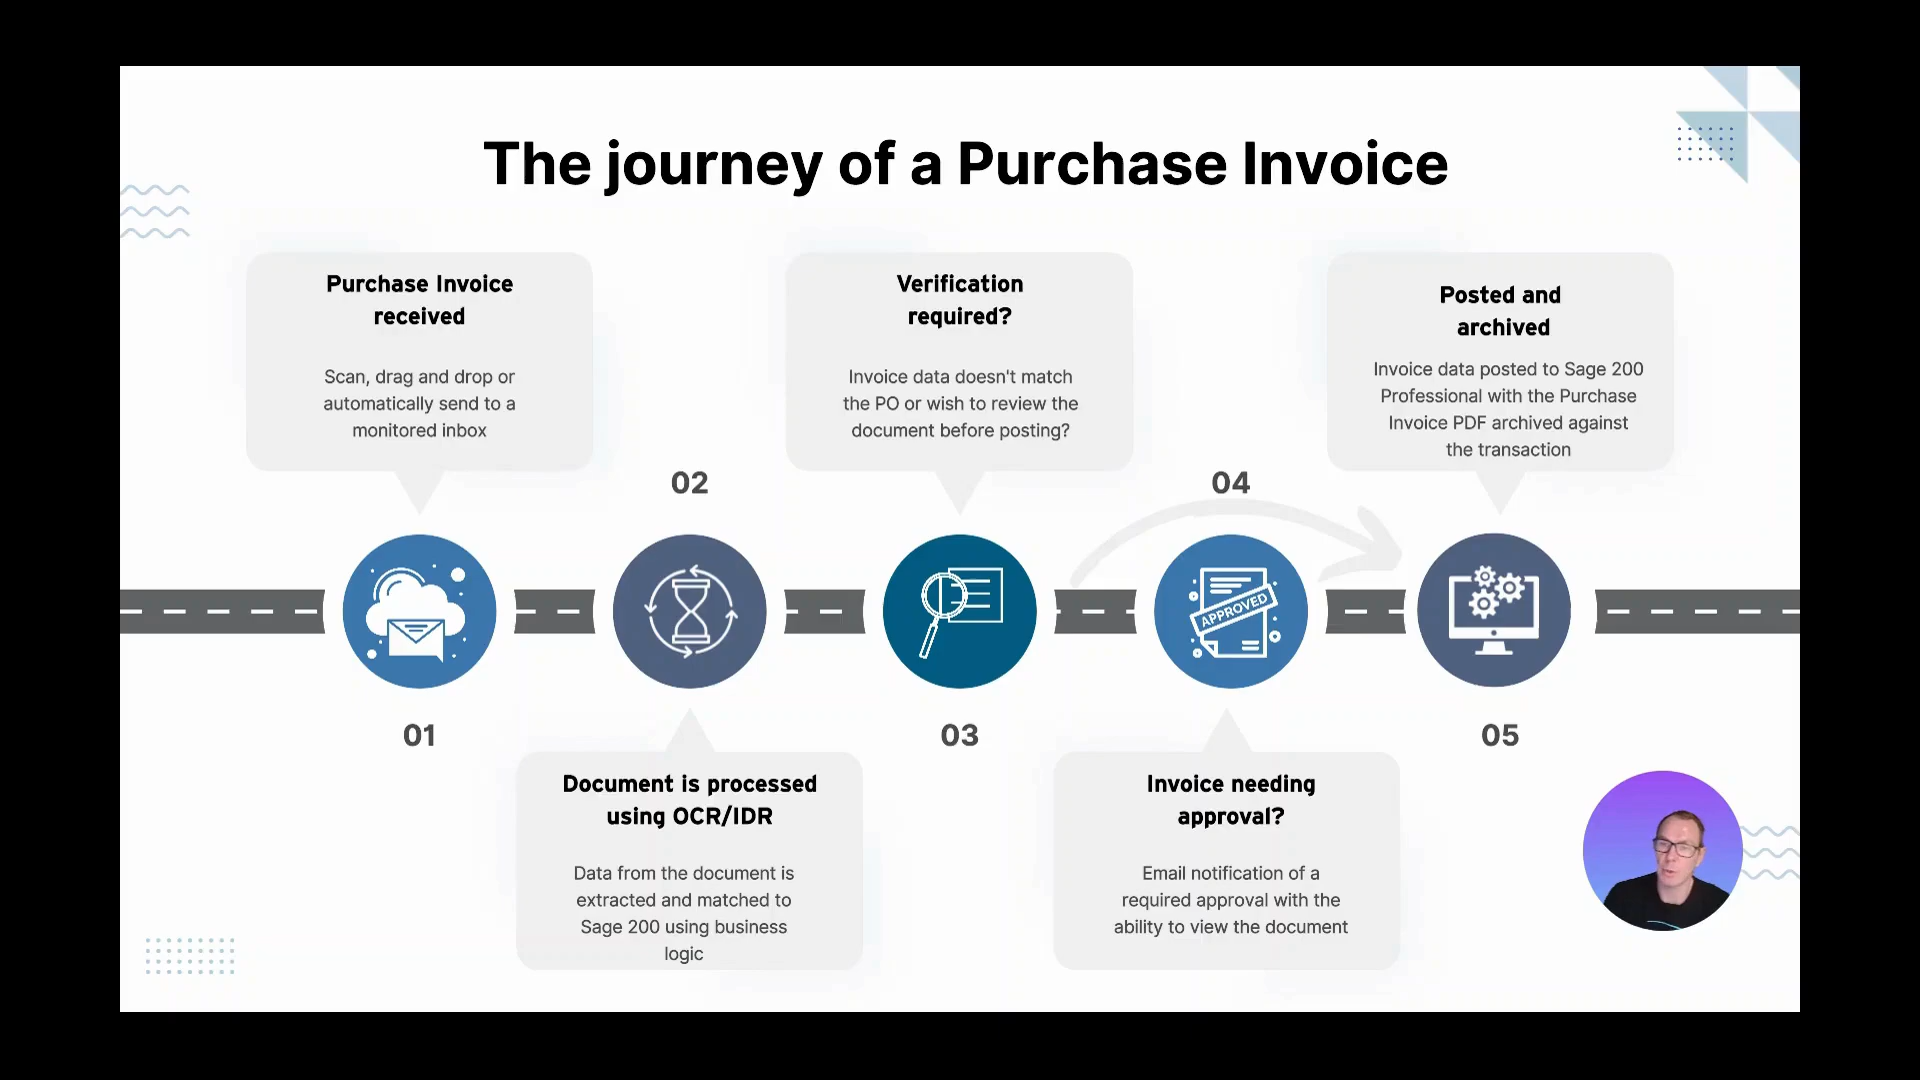 The journey of a Purchase Invoice
Purchase Invoice
received
Scan, drag and drop or
automatically send to a
monitored inbox
01
02
Document is processed
using OCR/IDR
Data from the document is
extracted and matched to
Sage 200 using business
logic
Verification
required?
Invoice data doesn't match
the PO or wish to review the
document before posting?
03
04
APPROVED
Invoice needing
approval?
Email notification of a
required approval with the
ability to view the document
Posted and
archived
Invoice data posted to Sage 200
Professional with the Purchase
Invoice PDF archived against
the transaction
05